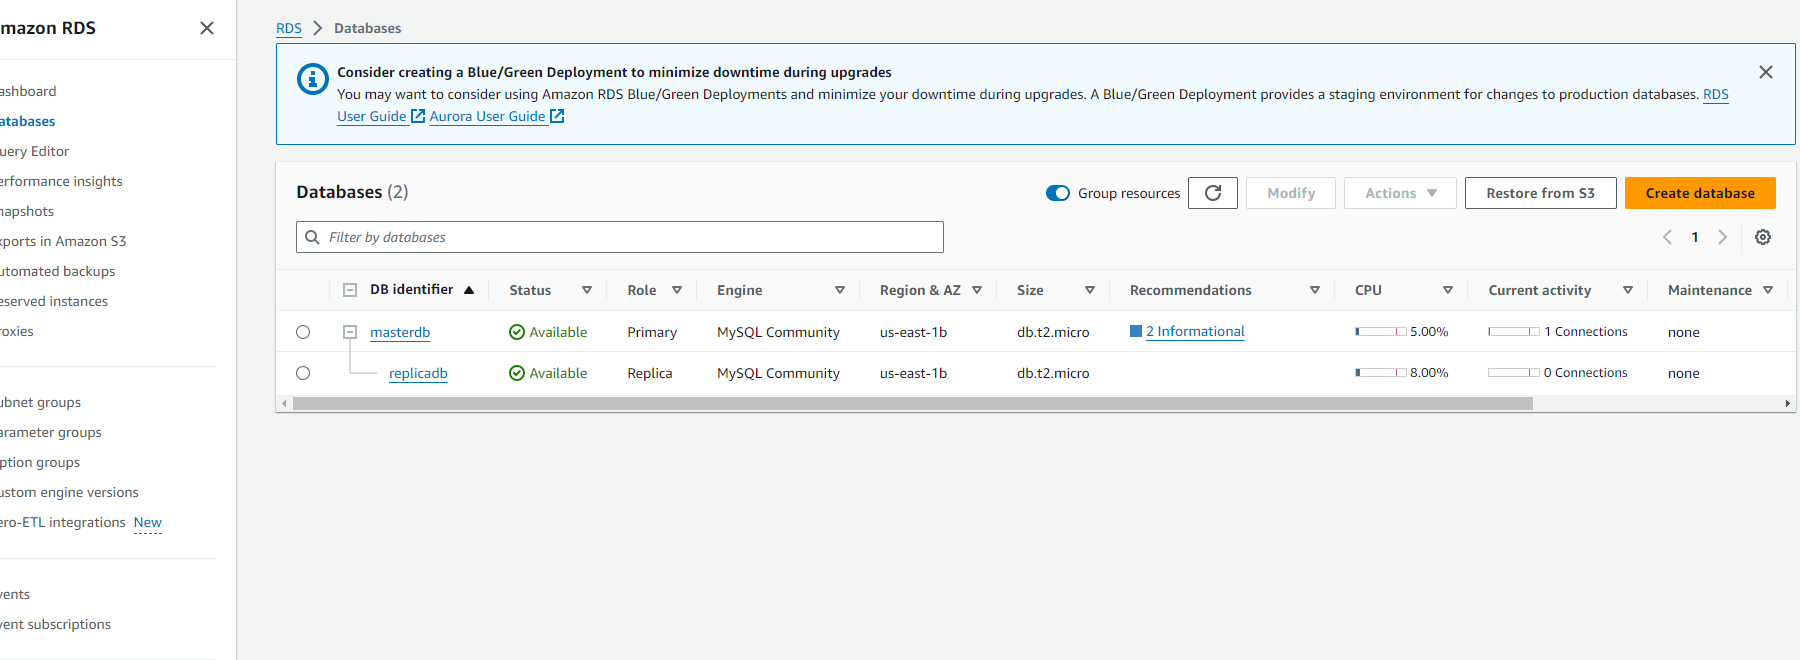 mazon RDS
ashboard
atabases
uery Editor
erformance insights
napshots
xports in Amazon S3
utomated backups
eserved instances
roxies
ubnet groups
arameter groups
ption groups
ustom engine versions
ero-ETL integrations New
vents
vent subscriptions
RDS > Databases
Consider creating a Blue/Green Deployment to minimize downtime during upgrades
You may want to consider using Amazon RDS Blue/Green Deployments and minimize your downtime during upgrades. A Blue/Green Deployment provides a staging environment for changes to production databases. RDS
User Guide Aurora User Guide
Databases (2)
Group resources Modify Actions Restore from S3 Create database
Filter by databases
1
DB identifier Status Role Engine Region & AZ Size Recommendations CPU Current activity Maintenance
masterdb Available Primary MySQL Community us-east-1b db.t2.micro 2 Informational 5.00% 1 Connections none
replicadb Available Replica MySQL Community us-east-1b db.t2.micro 8.00% 0 Connections none